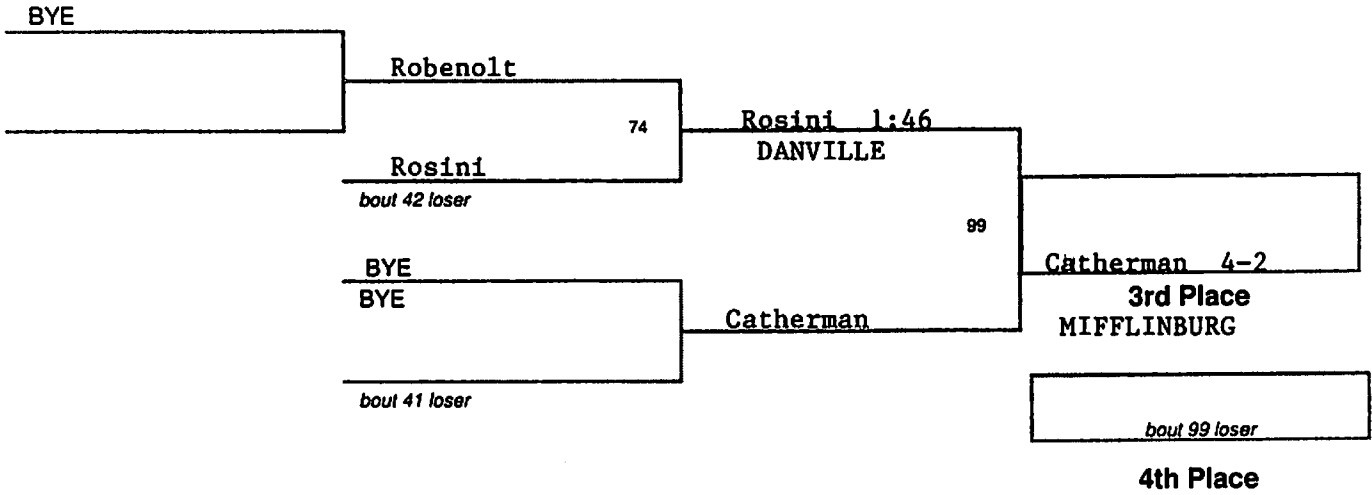 BYE
Robenolt
74
Rosini 1:46
DANVILLE
Rosini
bout 42 loser
99
BYE
BYE
Catherman 4-2
3rd Place
Catherman
MIFFLINBURG
bout 41 loser
bout 99 loser
4th Place